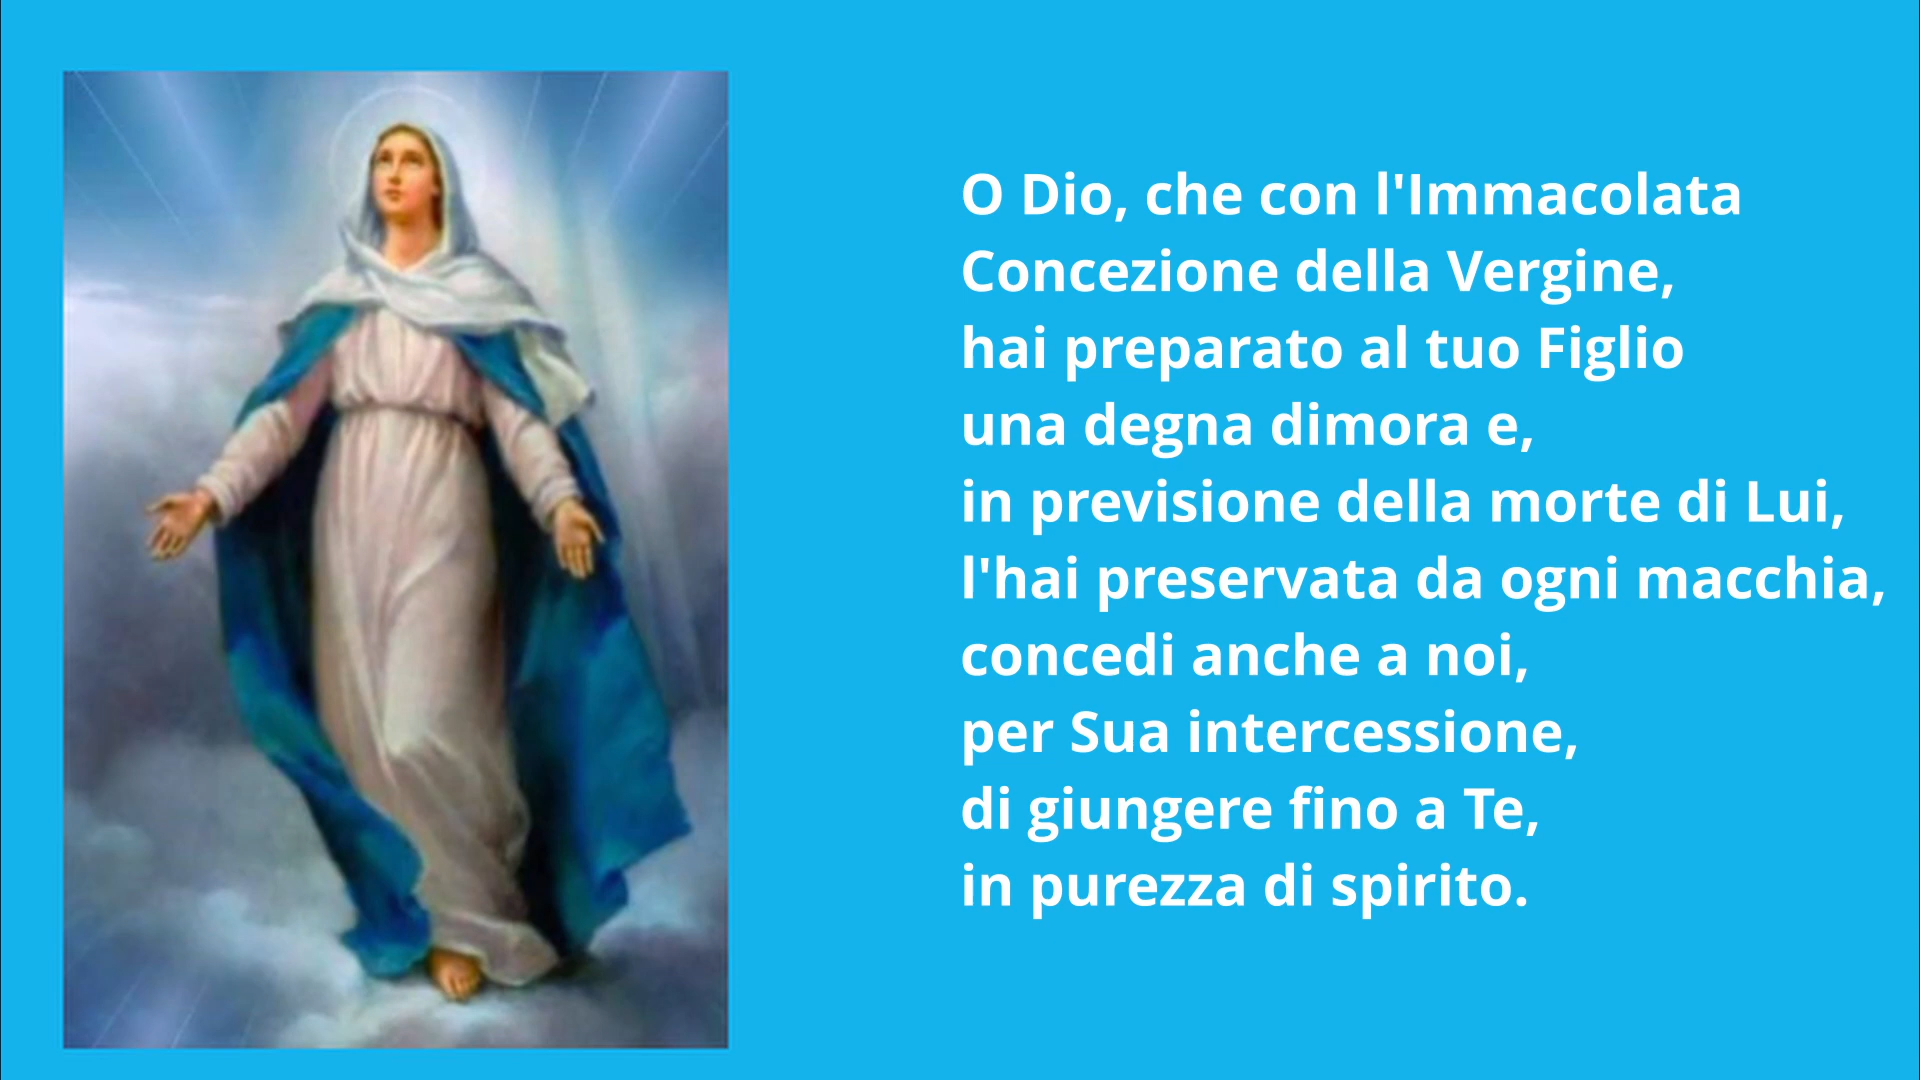 O Dio, che con l'Immacolata
Concezione della Vergine,
hai preparato al tuo Figlio
una degna dimora e,
in previsione della morte di Lui,
l'hai preservata da ogni macchia,
concedi anche a noi,
per Sua intercessione,
di giungere fino a Te,
in purezza di spirito.